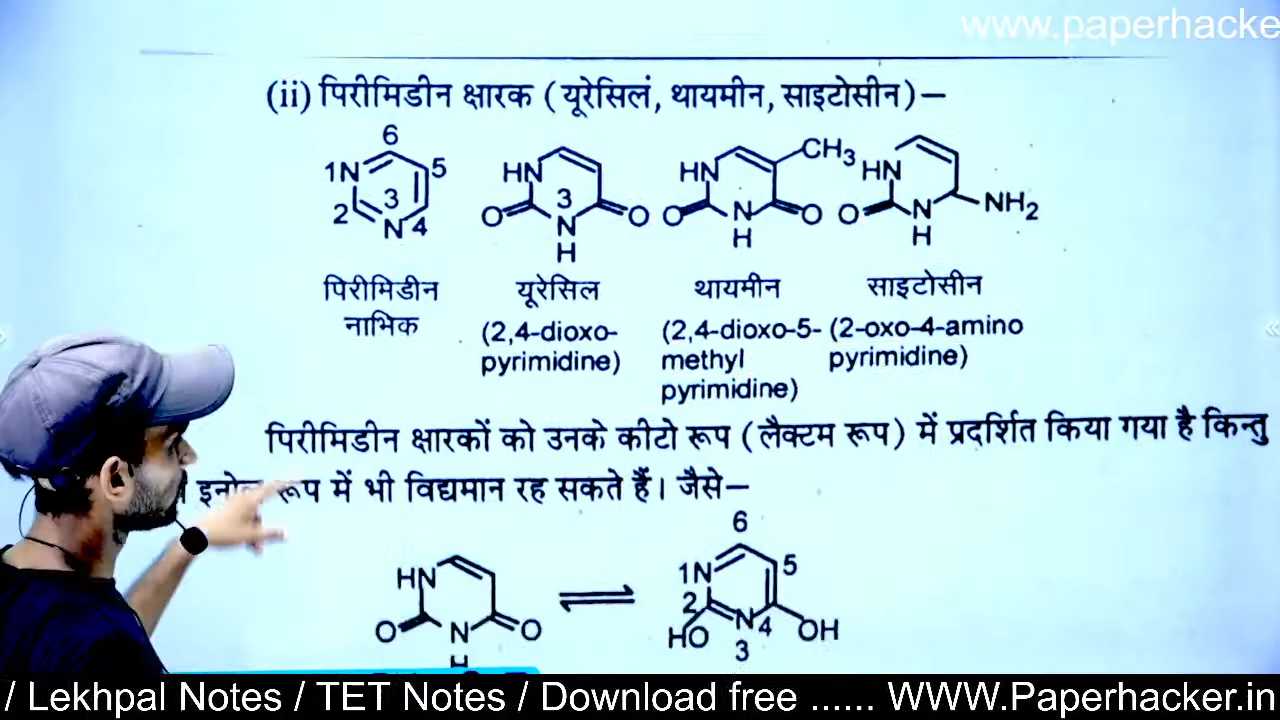 www.paperhacke
(ii) पिरीमिडीन क्षारक (यूरेसिलं, थायमीन, साइटोसीन)–
6
1N
5
3
2
N 4
HN
3
O
N
O
H
CH3
HN
O
N
O
H
HN
O
N
NH2
H
पिरीमिडीन
नाभिक
यूरेसिल
(2,4-dioxo-
pyrimidine)
थायमीन
(2,4-dioxo-5-
methyl
pyrimidine)
साइटोसीन
(2-oxo-4-amino
pyrimidine)
पिरीमिडीन क्षारकों को उनके कीटो रूप (लैक्टम रूप) में प्रदर्शित किया गया है किन्तु
रूप में भी विद्यमान रह सकते हैं। जैसे–
HN
O
N
O
H
6
1N
5
2
N 4
HO
3
OH
/ Lekhpal Notes / TET Notes / Download free ...... WWW.Paperhacker.in